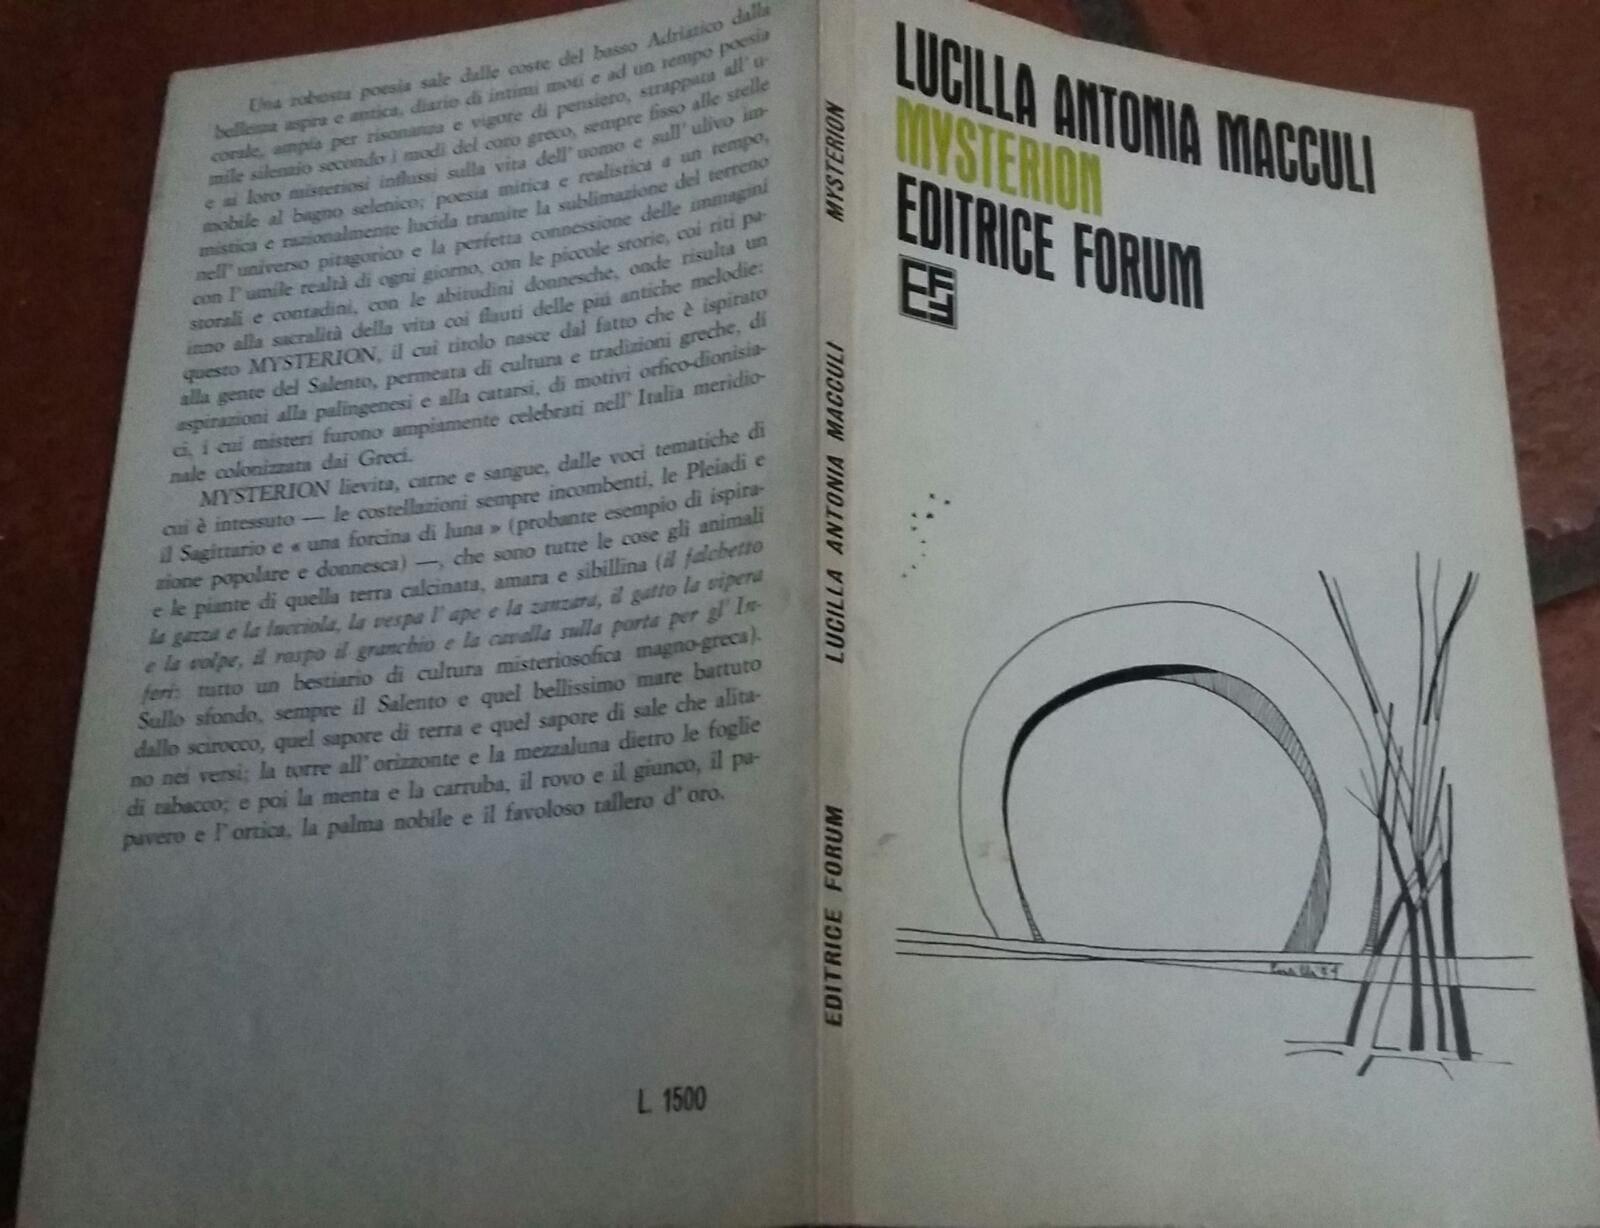 Una robusta poesia sale dalle coste del basso Adriatico dalla
bellezza aspra e antica, diario di intimi moti e ad un tempo poesia
corale, ampia per risonanza e vigore di pensiero, strappata all' u-
mile silenzio secondo i modi del coro greco, sempre fisso alle stelle
e ai loro misteriosi influssi sulla vita dell' uomo e sull' ulivo im-
mobile al bagno selenico; poesia mitica e realistica a un tempo,
mistica e razionalmente lucida tramite la sublimazione del terreno
nell' universo pitagorico e la perfetta connessione delle immagini
con l' umile realtà di ogni giorno, con le piccole storie, coi riti pa-
storali e contadini, con le abitudini donnesche, onde risulta un
inno alla sacralità della vita coi flauti delle più antiche melodie:
questo MYSTERION, il cui titolo nasce dal fatto che è ispirato
alla gente del Salento, permeata di cultura e tradizioni greche, di
aspirazioni alla palingenesi e alla catarsi, di motivi orfico-dionisia-
ci, i cui misteri furono ampiamente celebrati nell' Italia meridio-
nale colonizzata dai Greci.
MYSTERION lievita, carne e sangue, dalle voci tematiche di
cui è intessuto — le costellazioni sempre incombenti, le Pleiadi e
il Sagittario e « una forcina di luna » (probante esempio di ispira-
zione popolare e donnesca) —, che sono tutte le cose gli animali
e le piante di quella terra calcinata, amara e sibillina (il falchetto
la gazza e la lucciola, la vespa l' ape e la zanzara, il gatto la vipera
e la volpe, il rospo il granchio e la cavalla sulla porta per gl' In-
feri: tutto un bestiario di cultura misteriosofica magno-greca).
Sullo sfondo, sempre il Salento e quel bellissimo mare battuto
dallo scirocco, quel sapore di terra e quel sapore di sale che alita-
no nei versi; la torre all' orizzonte e la mezzaluna dietro le foglie
di tabacco; e poi la menta e la carruba, il rovo e il giunco, il pa-
pavero e l' ortica, la palma nobile e il favoloso tallero d' oro.
L. 1500
MYSTERION
LUCILLA ANTONIA MACCULI
EDITRICE FORUM
LUCILLA ANTONIA MACCULI
MYSTERION
EDITRICE FORUM